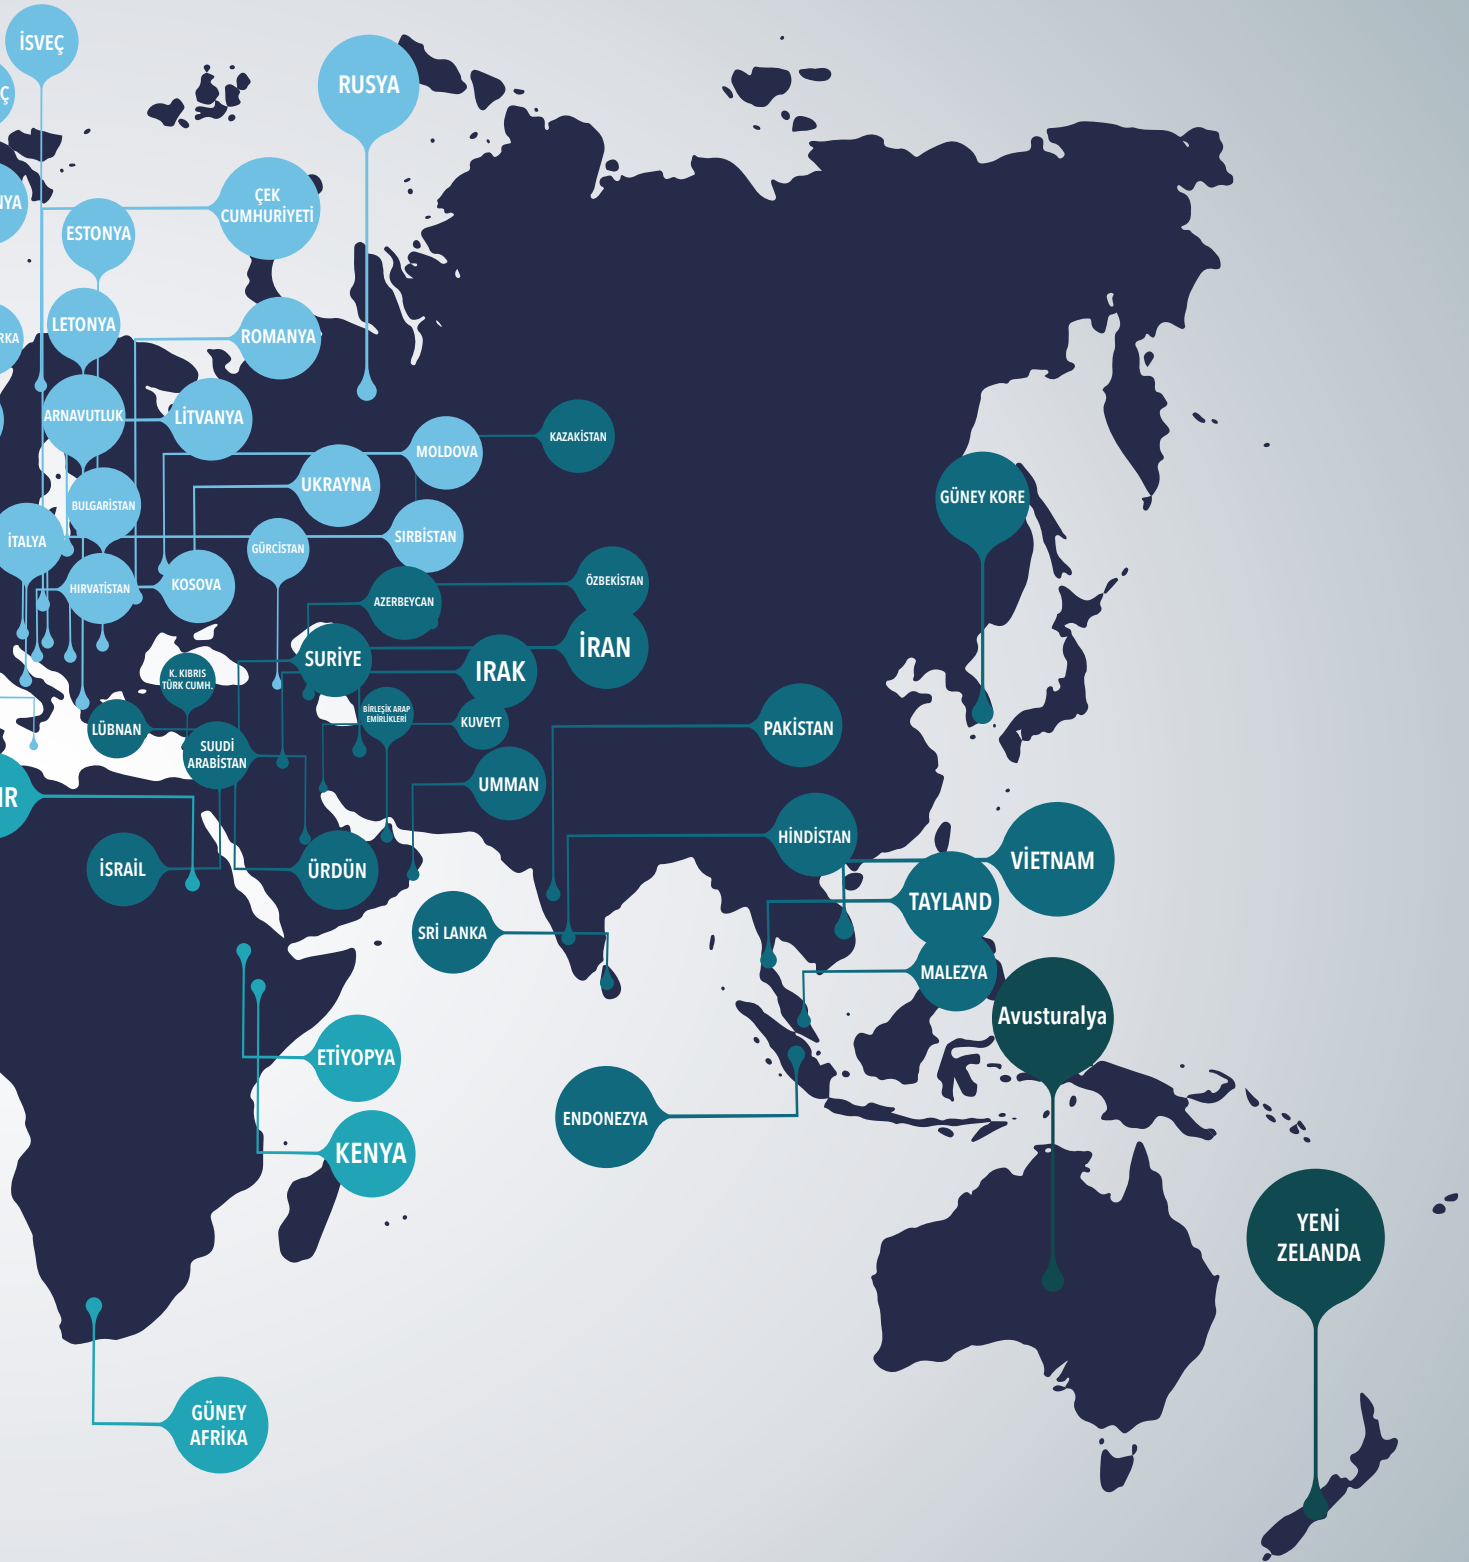 İSVEÇ
RUSYA
Ç
ÇEK
CUMHURİYETİ
NYA
ESTONYA
LETONYA
ROMANYA
RKA
ARNAVUTLUK
LİTVANYA
KAZAKİSTAN
MOLDOVA
UKRAYNA
GÜNEY KORE
BULGARİSTAN
SIRBİSTAN
İTALYA
GÜRCİSTAN
HIRVATİSTAN
KOSOVA
ÖZBEKİSTAN
AZERBEYCAN
İRAN
SURİYE
IRAK
K. KIBRIS
TÜRK CUMH.
BİRLEŞİK ARAP
EMİRLİKLERİ
KUVEYT
LÜBNAN
PAKİSTAN
SUUDİ
ARABİSTAN
UMMAN
IR
HİNDİSTAN
VİETNAM
İSRAİL
ÜRDÜN
TAYLAND
SRİ LANKA
MALEZYA
Avusturalya
ETİYOPYA
ENDONEZYA
KENYA
YENİ
ZELANDA
GÜNEY
AFRİKA